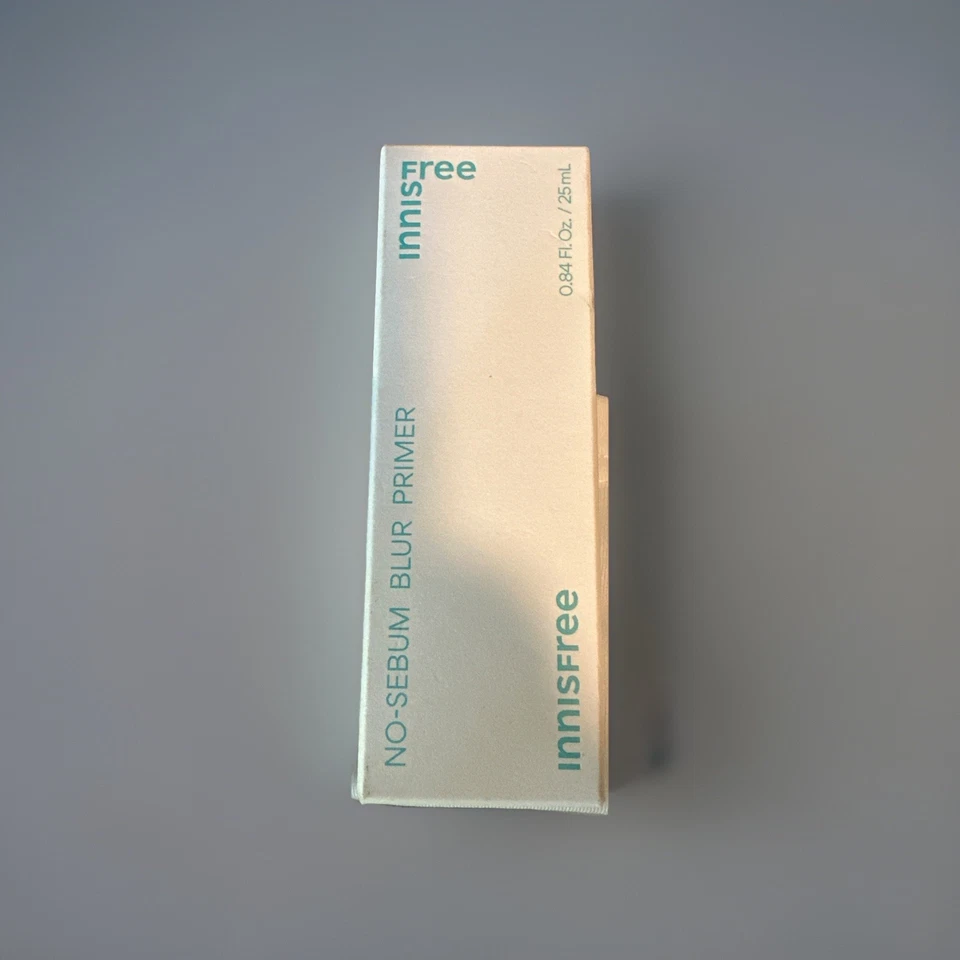 INNISFree
0.84 Fl.Oz. / 25mL
NO-SEBUM BLUR PRIMER
INNISFree